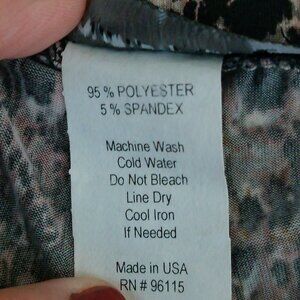 95 % POLYESTER
5 % SPANDEX
Machine Wash
Cold Water
Do Not Bleach
Line Dry
Cool Iron
If Needed
Made in USA
RN # 96115